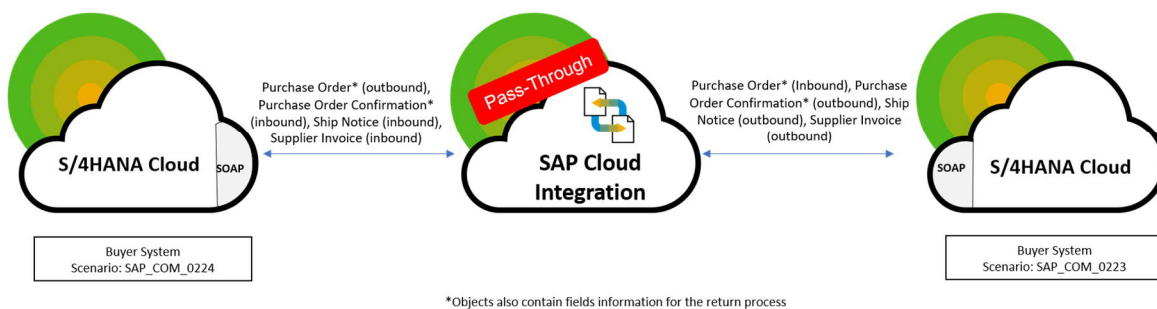 Purchase Order* (outbound),
Purchase Order Confirmation*
(inbound), Ship Notice (inbound),
Supplier Invoice (inbound)
Pass-Through
Purchase Order* (Inbound), Purchase
Order Confirmation* (outbound), Ship
Notice (outbound), Supplier Invoice
(outbound)
S/4HANA Cloud
SOAP
SAP Cloud
Integration
SOAP
S/4HANA Cloud
Buyer System
Scenario: SAP_COM_0224
Buyer System
Scenario: SAP_COM_0223
*Objects also contain fields information for the return process